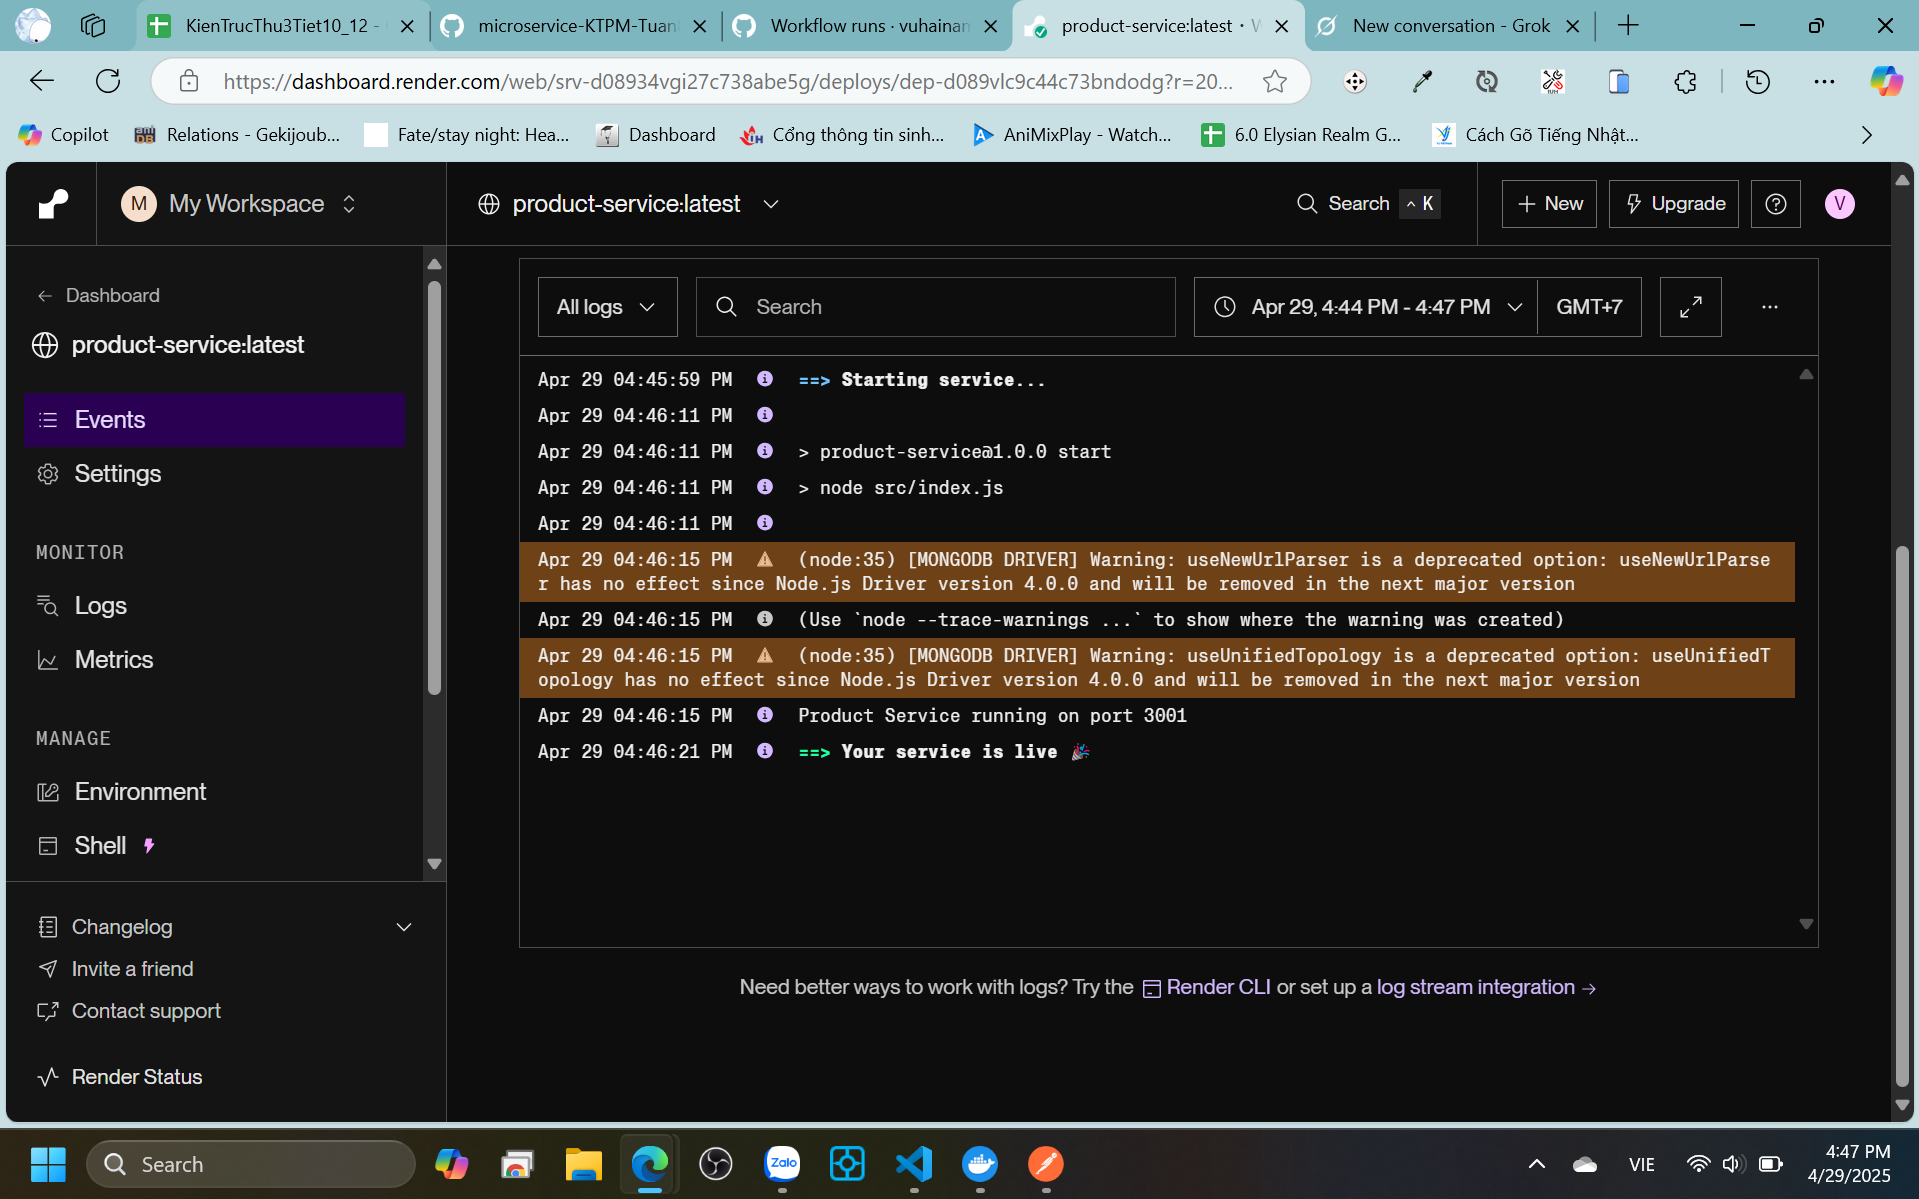 KienTrucThu3Tiet10_12 -
microservice-KTPM-Tuan
Workflow runs · vuhainan
product-service:latest · W
New conversation - Grok
https://dashboard.render.com/web/srv-d08934vgi27c738abe5g/deploys/dep-d089vlc9c44c73bndodg?r=20...
Copilot
Relations - Gekijoub...
Fate/stay night: Hea...
Dashboard
Cổng thông tin sinh...
AniMixPlay - Watch...
6.0 Elysian Realm G...
Cách Gõ Tiếng Nhật...
M My Workspace
product-service:latest
Search ^ K
+ New
Upgrade
V
← Dashboard
product-service:latest
Events
Settings
MONITOR
Logs
Metrics
MANAGE
Environment
Shell
Changelog
Invite a friend
Contact support
Render Status
All logs
Search
Apr 29, 4:44 PM - 4:47 PM
GMT+7
...
Apr 29 04:45:59 PM ==> Starting service...
Apr 29 04:46:11 PM
Apr 29 04:46:11 PM > product-service@1.0.0 start
Apr 29 04:46:11 PM > node src/index.js
Apr 29 04:46:11 PM
Apr 29 04:46:15 PM (node:35) [MONGODB DRIVER] Warning: useNewUrlParser is a deprecated option: useNewUrlParse
r has no effect since Node.js Driver version 4.0.0 and will be removed in the next major version
Apr 29 04:46:15 PM (Use `node --trace-warnings ...` to show where the warning was created)
Apr 29 04:46:15 PM (node:35) [MONGODB DRIVER] Warning: useUnifiedTopology is a deprecated option: useUnifiedT
opology has no effect since Node.js Driver version 4.0.0 and will be removed in the next major version
Apr 29 04:46:15 PM Product Service running on port 3001
Apr 29 04:46:21 PM ==> Your service is live 🎉
Need better ways to work with logs? Try the Render CLI or set up a log stream integration →
Search
Zalo
VIE
4:47 PM
4/29/2025